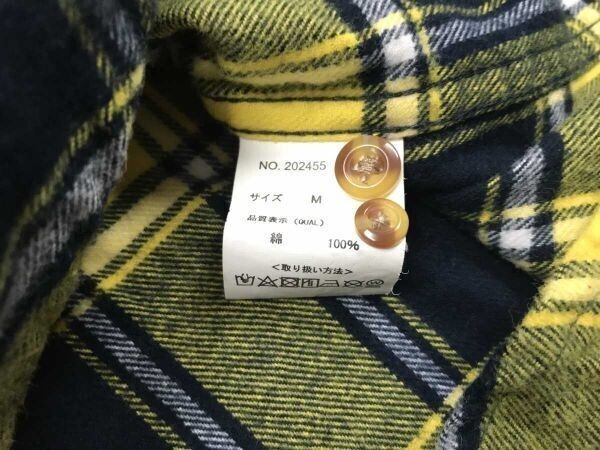 NO. 202455
サイズ M
品質表示 (QUAL)
綿 100%
<取り扱い方法>